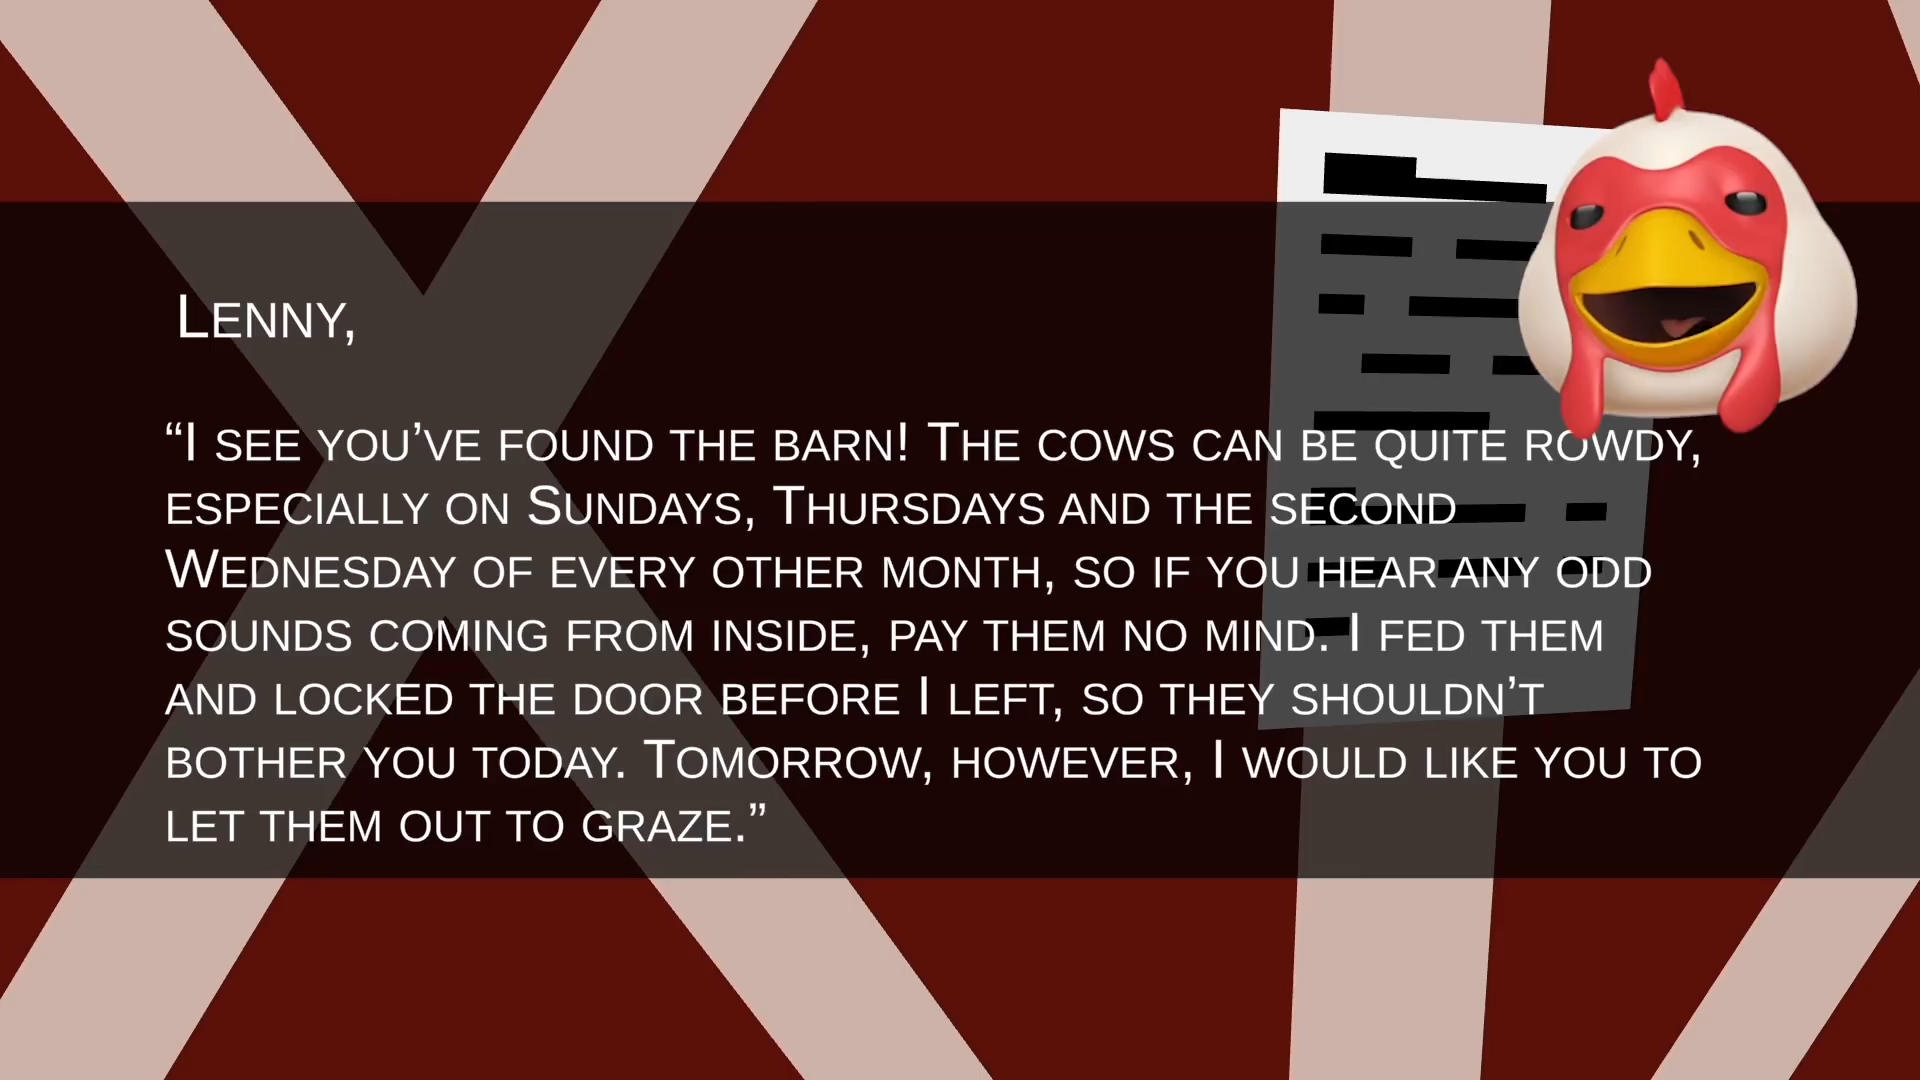 Lenny,
“I see you’ve found the barn! The cows can be quite rowdy,
especially on Sundays, Thursdays and the second
Wednesday of every other month, so if you hear any odd
sounds coming from inside, pay them no mind. I fed them
and locked the door before I left, so they shouldn’t
bother you today. Tomorrow, however, I would like you to
let them out to graze.”